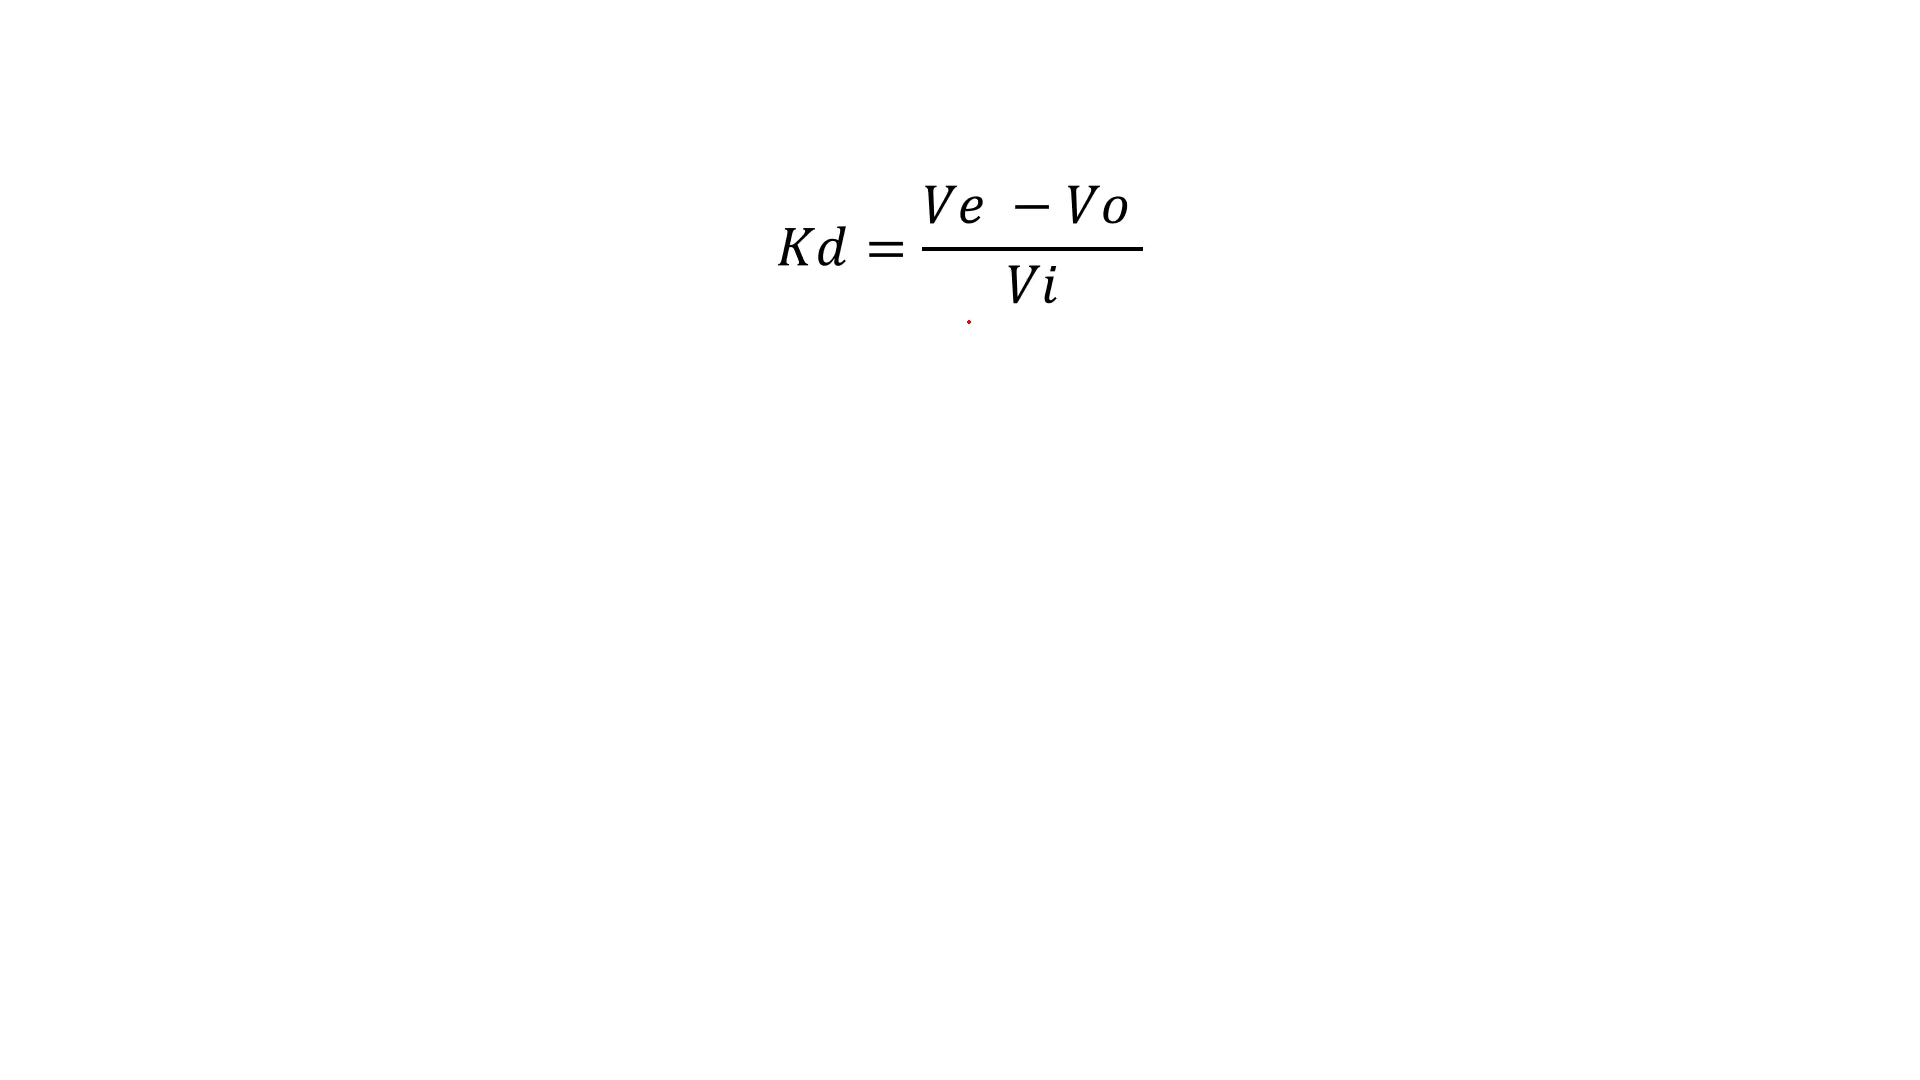 Kd = (Ve − Vo) / Vi